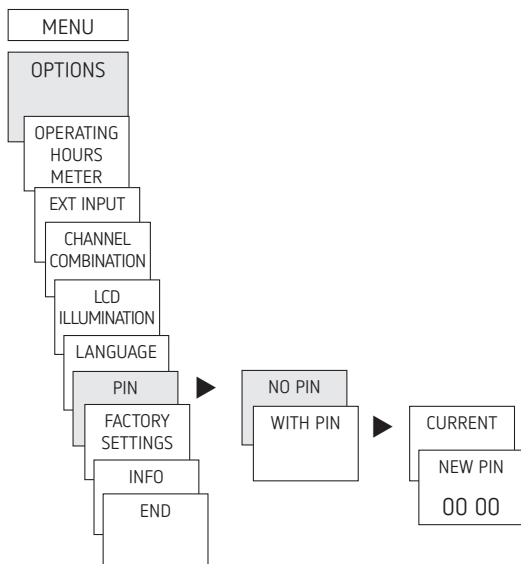 MENU
OPTIONS
OPERATING
HOURS
METER
EXT INPUT
CHANNEL
COMBINATION
LCD
ILLUMINATION
LANGUAGE
PIN
FACTORY
SETTINGS
INFO
END
NO PIN
WITH PIN
CURRENT
NEW PIN
00 00